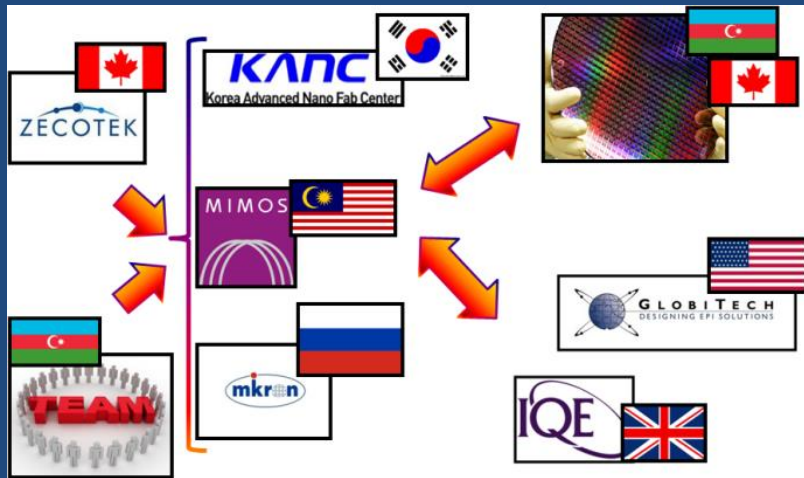 ZECOTEK
KANC
Korea Advanced Nano Fab Center
MIMOS
mikron
TEAM
GLOBITECH
DESIGNING EPI SOLUTIONS
IQE